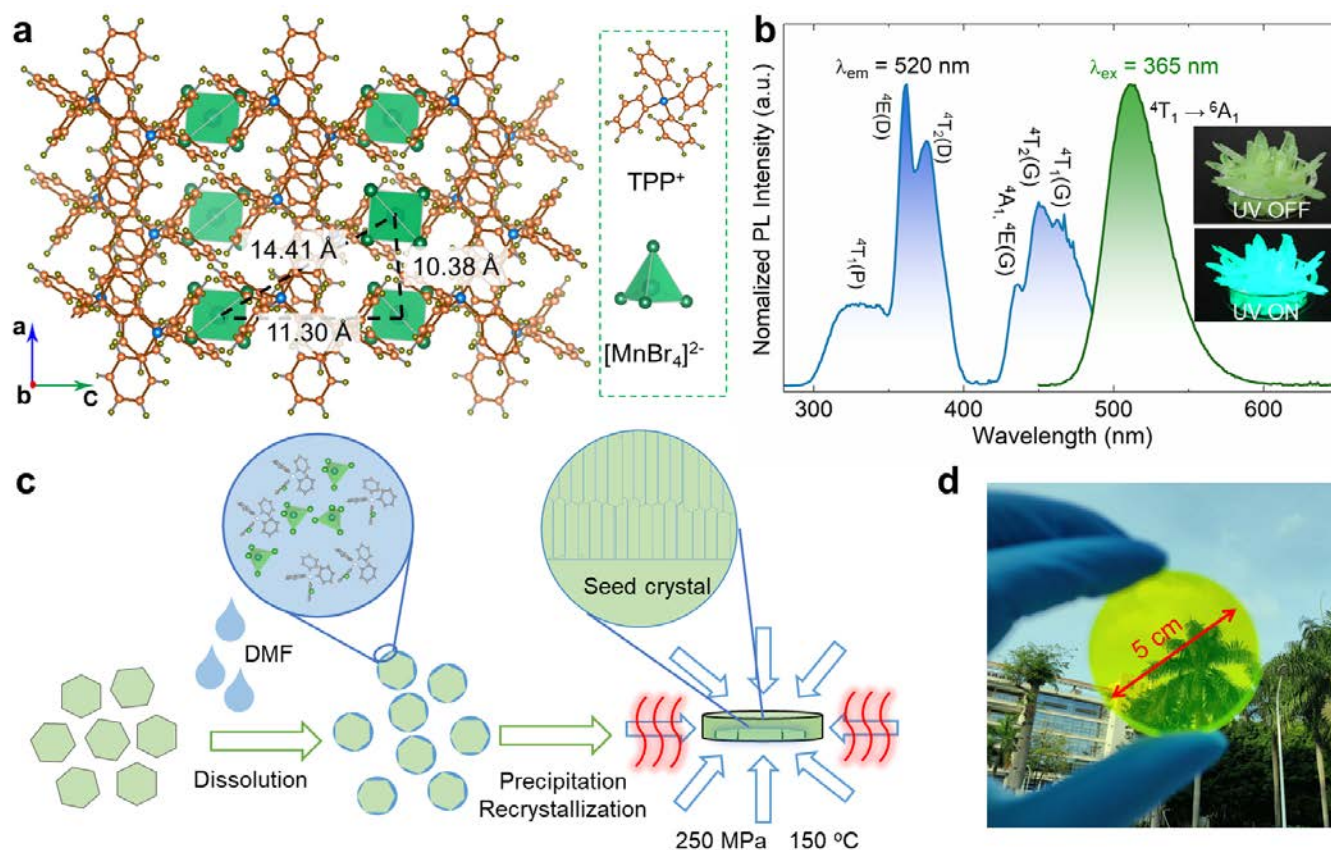 a
14.41 Å
10.38 Å
11.30 Å
a
b
c
TPP⁺
[MnBr₄]²⁻
b
Nomalized PL Intensity (a.u.)
λem = 520 nm
λex = 365 nm
⁴T₁(P)
⁴E(D)
⁴T₂(D)
⁴A₁, ⁴E(G)
⁴T₂(G)
⁴T₁(G)
⁴T₁ → ⁶A₁
UV OFF
UV ON
300 400 500 600
Wavelength (nm)
c
DMF
Dissolution
Precipitation
Recrystallization
Seed crystal
250 MPa 150 °C
d
5 cm